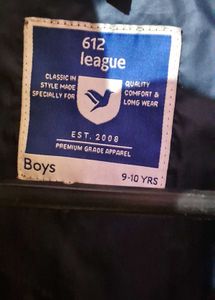 612
league
CLASSIC IN
STYLE MADE
SPECIALLY FOR
QUALITY
COMFORT &
LONG WEAR
EST. 2008
PREMIUM GRADE APPAREL
Boys
9-10 YRS